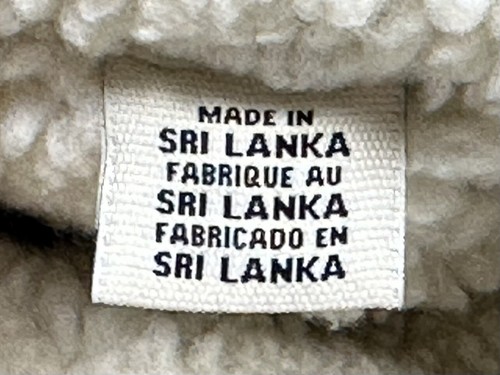 MADE IN
SRI LANKA
FABRIQUE AU
SRI LANKA
FABRICADO EN
SRI LANKA